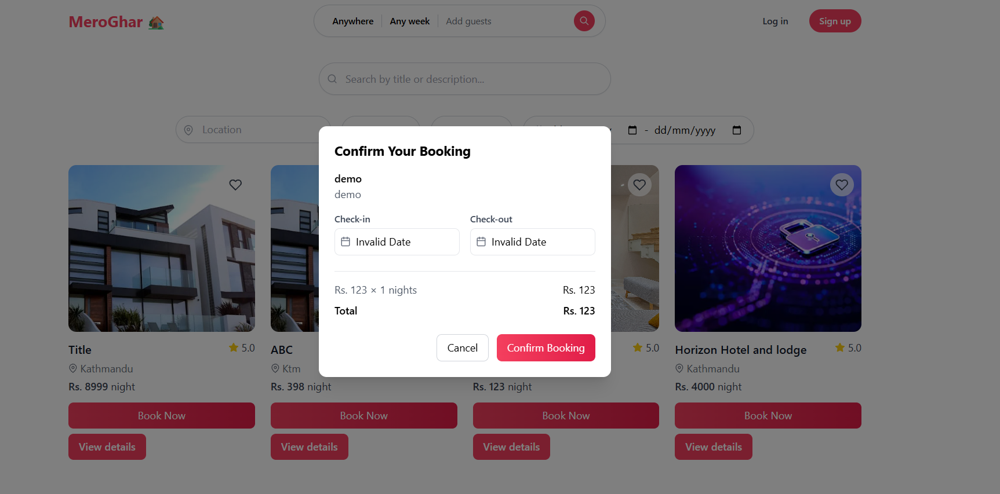 MeroGhar
Anywhere
Any week
Add guests
Log in
Sign up
Search by title or description...
Location
- dd/mm/yyyy
Confirm Your Booking
demo
demo
Check-in
Check-out
Invalid Date
Invalid Date
Rs. 123 × 1 nights
Rs. 123
Total
Rs. 123
Cancel
Confirm Booking
Title
5.0
Kathmandu
Rs. 8999 night
Book Now
View details
ABC
Ktm
Rs. 398 night
Book Now
View details
5.0
Rs. 123 night
Book Now
View details
Horizon Hotel and lodge
5.0
Kathmandu
Rs. 4000 night
Book Now
View details